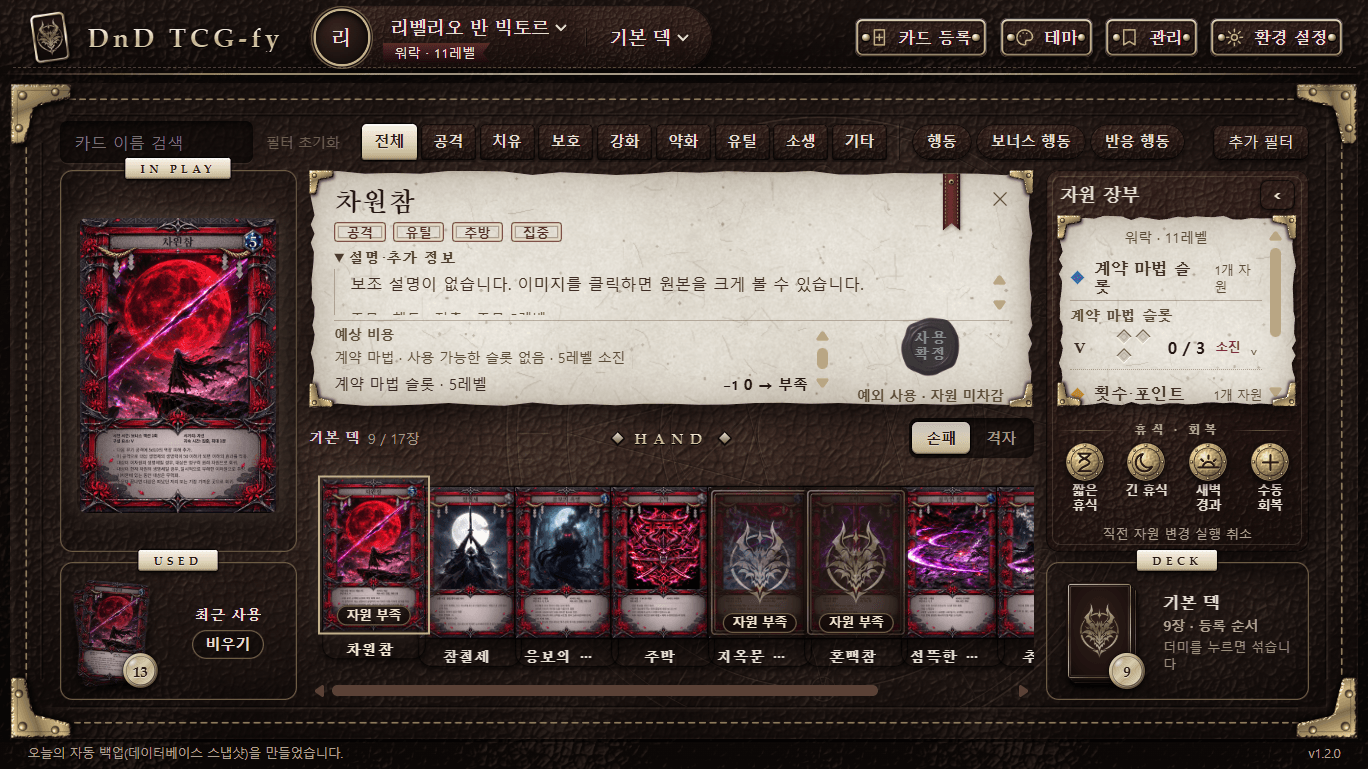 DnD TCG-fy
리
리벨리오 반 빅토르
워락 · 11레벨
기본 덱
카드 등록
테마
관리
환경 설정
카드 이름 검색
필터 초기화
전체
공격
치유
보호
강화
약화
유틸
소생
기타
행동
보너스 행동
반응 행동
추가 필터
IN PLAY
차원참
5
차원참
공격
유틸
추방
집중
▼ 설명·추가 정보
보조 설명이 없습니다. 이미지를 클릭하면 원본을 크게 볼 수 있습니다.
예상 비용
계약 마법 · 사용 가능한 슬롯 없음 · 5레벨 소진
계약 마법 슬롯 · 5레벨
−1 0 → 부족
사용
확정
예외 사용 · 자원 미차감
자원 장부
워락 · 11레벨
계약 마법 슬
롯
1개 자
원
계약 마법 슬롯
V
0 / 3
소진
횟수·포인트
1개 자원
휴식 · 회복
짧은
휴식
긴 휴식
새벽
경과
수동
회복
직전 자원 변경 실행 취소
기본 덱 9 / 17장
HAND
손패
격자
자원 부족
차원참
참철세
응보의 ···
주박
자원 부족
지옥문 ···
자원 부족
혼백참
섬뜩한 ···
USED
13
최근 사용
비우기
DECK
9
기본 덱
9장 · 등록 순서
더미를 누르면 섞습니
다
오늘의 자동 백업(데이터베이스 스냅샷)을 만들었습니다.
v1.2.0